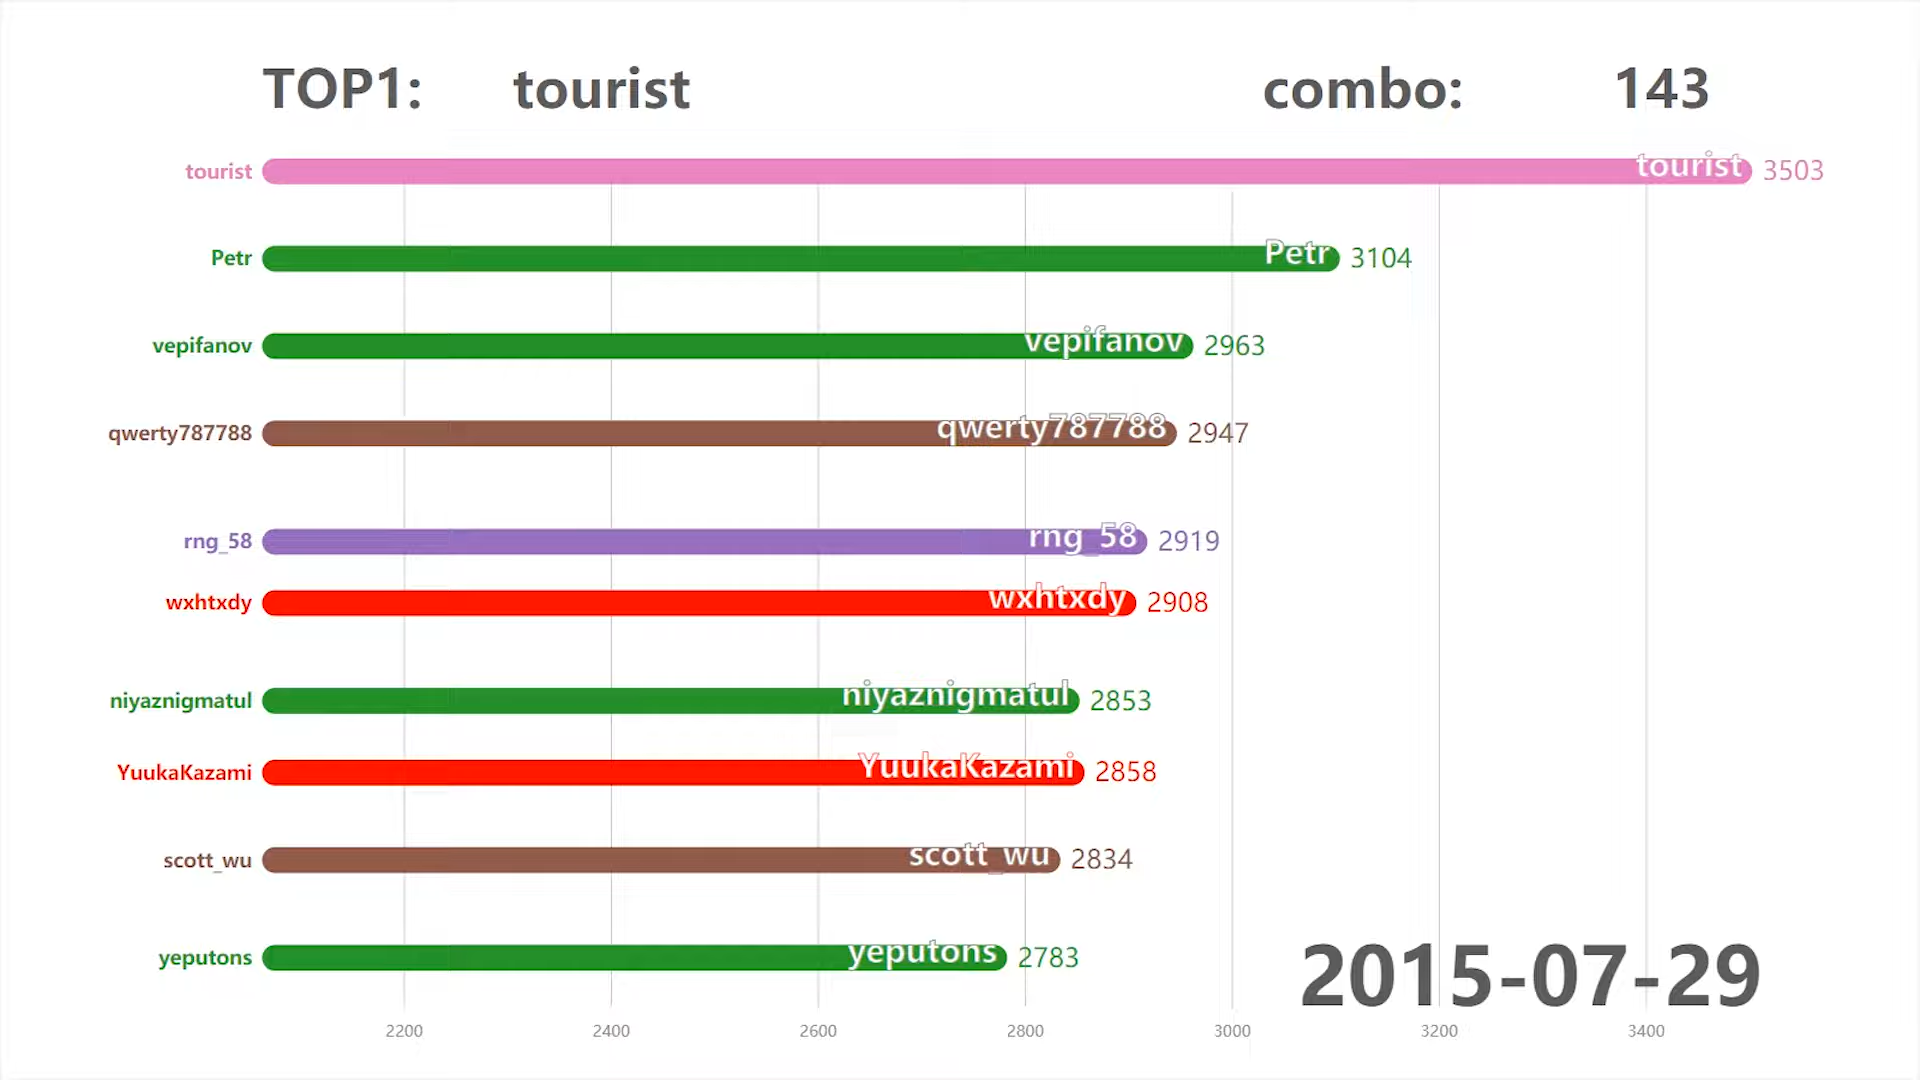 TOP1: tourist combo: 143
tourist tourist 3503
Petr Petr 3104
vepifanov vepifanov 2963
qwerty787788 qwerty787788 2947
rng_58 rng_58 2919
wxhtxdy wxhtxdy 2908
niyaznigmatul niyaznigmatul 2853
YuukaKazami YuukaKazami 2858
scott_wu scott_wu 2834
yeputons yeputons 2783
2015-07-29
2200 2400 2600 2800 3000 3200 3400